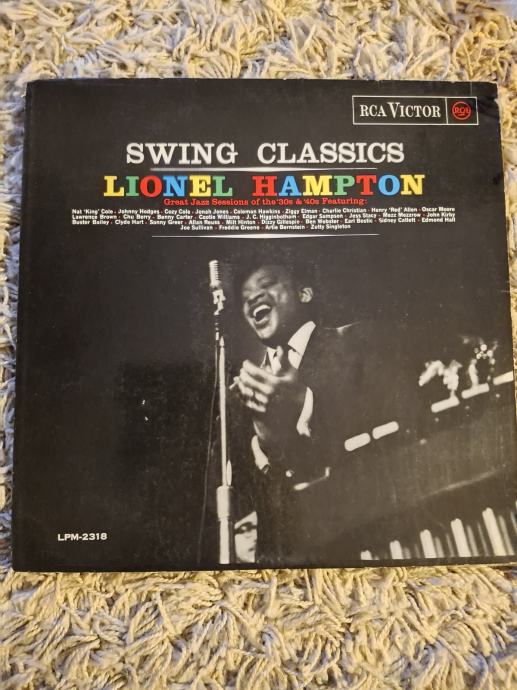 RCA VICTOR
RCA
SWING CLASSICS
LIONEL HAMPTON
Great Jazz Sessions of the '30s & '40s Featuring:
Nat 'King' Cole - Johnny Hodges - Cozy Cole - Jonah Jones - Coleman Hawkins - Ziggy Elman - Charlie Christian - Henry 'Red' Allen - Oscar Moore
Lawrence Brown - Chu Berry - Benny Carter - Cootie Williams - J. C. Higginbotham - Edgar Sampson - Jess Stacy - Mezz Mezzrow - John Kirby
Buster Bailey - Clyde Hart - Sonny Greer - Allan Reuss - Milt Hinton - Dizzy Gillespie - Ben Webster - Earl Bostic - Sidney Catlett - Edmond Hall
Joe Sullivan - Freddie Greene - Artie Bernstein - Zutty Singleton
LPM-2318